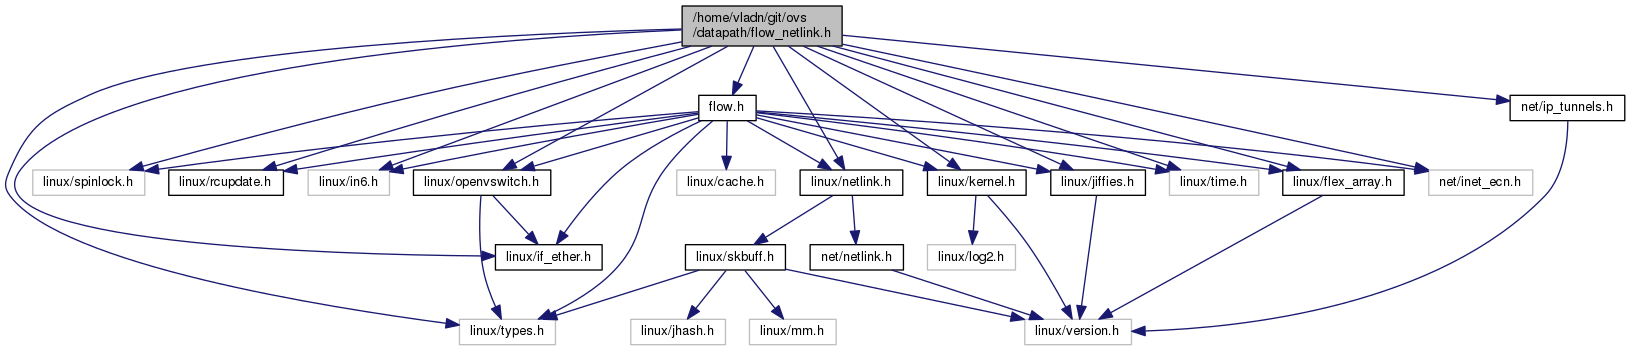 /home/vladn/git/ovs
/datapath/flow_netlink.h
flow.h
net/ip_tunnels.h
linux/spinlock.h
linux/rcupdate.h
linux/in6.h
linux/openvswitch.h
linux/cache.h
linux/netlink.h
linux/kernel.h
linux/jiffies.h
linux/time.h
linux/flex_array.h
net/inet_ecn.h
linux/if_ether.h
linux/skbuff.h
net/netlink.h
linux/log2.h
linux/types.h
linux/jhash.h
linux/mm.h
linux/version.h